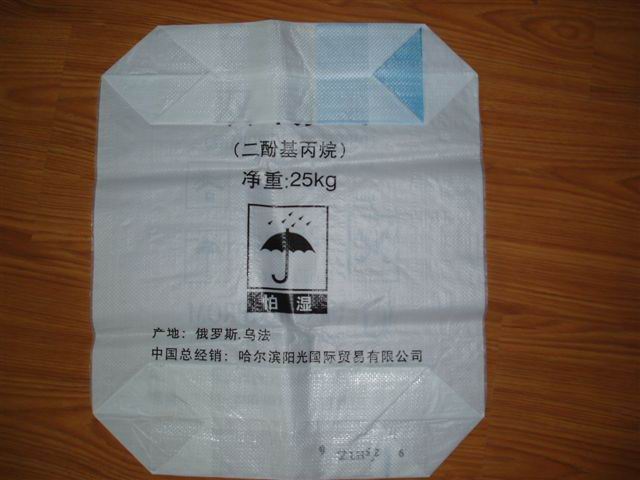 (二酚基丙烷)
净重:25kg
怕 湿
产地: 俄罗斯.乌法
中国总经销: 哈尔滨阳光国际贸易有限公司